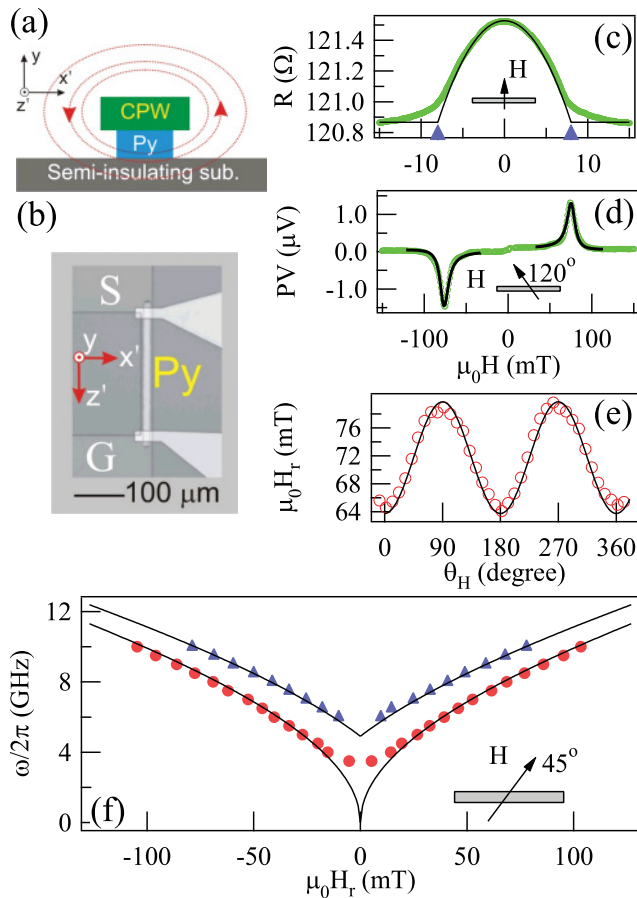 (a)
y
x'
z'
CPW
Py
Semi-insulating sub.
(b)
S
y
x'
z'
Py
G
100 μm
(c)
R (Ω)
121.4
121.2
121.0
120.8
H
-10
0
10
(d)
PV (μV)
1.0
0.0
-1.0
H
120°
-100
0
100
μ₀H (mT)
(e)
μ₀Hᵣ (mT)
76
72
68
64
0
90
180
270
360
θ_H (degree)
ω/2π (GHz)
12
8
4
0
H
45°
(f)
-100
-50
0
50
100
μ₀Hᵣ (mT)